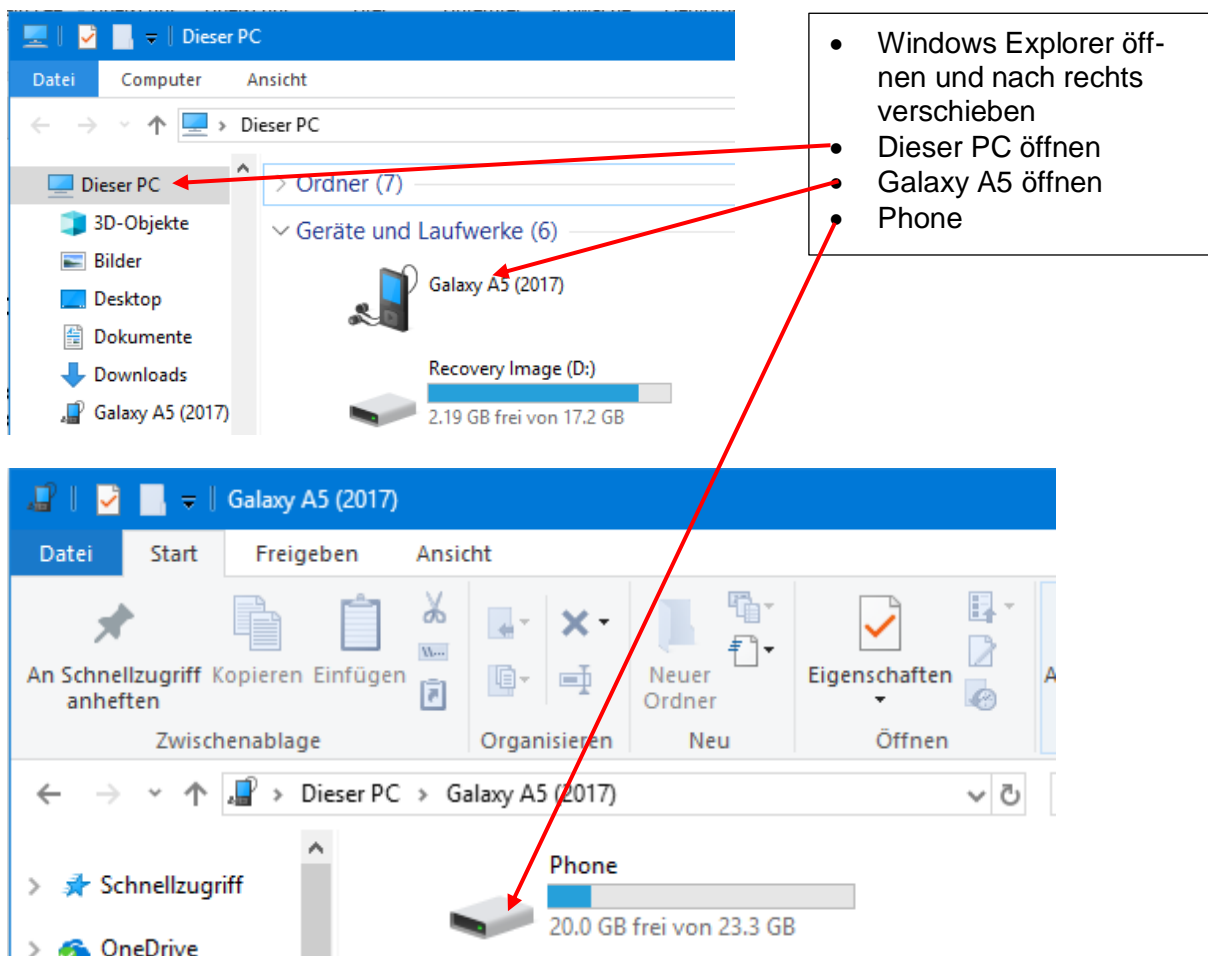 Dieser PC
Datei Computer Ansicht
Dieser PC
Dieser PC
3D-Objekte
Bilder
Desktop
Dokumente
Downloads
Galaxy A5 (2017)
Ordner (7)
Geräte und Laufwerke (6)
Galaxy A5 (2017)
Recovery Image (D:)
2.19 GB frei von 17.2 GB
• Windows Explorer öff-
nen und nach rechts
verschieben
• Dieser PC öffnen
• Galaxy A5 öffnen
• Phone
Galaxy A5 (2017)
Datei Start Freigeben Ansicht
An Schnellzugriff
anheften
Kopieren
Einfügen
Zwischenablage
Organisieren
Neuer
Ordner
Neu
Eigenschaften
Öffnen
Dieser PC > Galaxy A5 (2017)
Schnellzugriff
OneDrive
Phone
20.0 GB frei von 23.3 GB